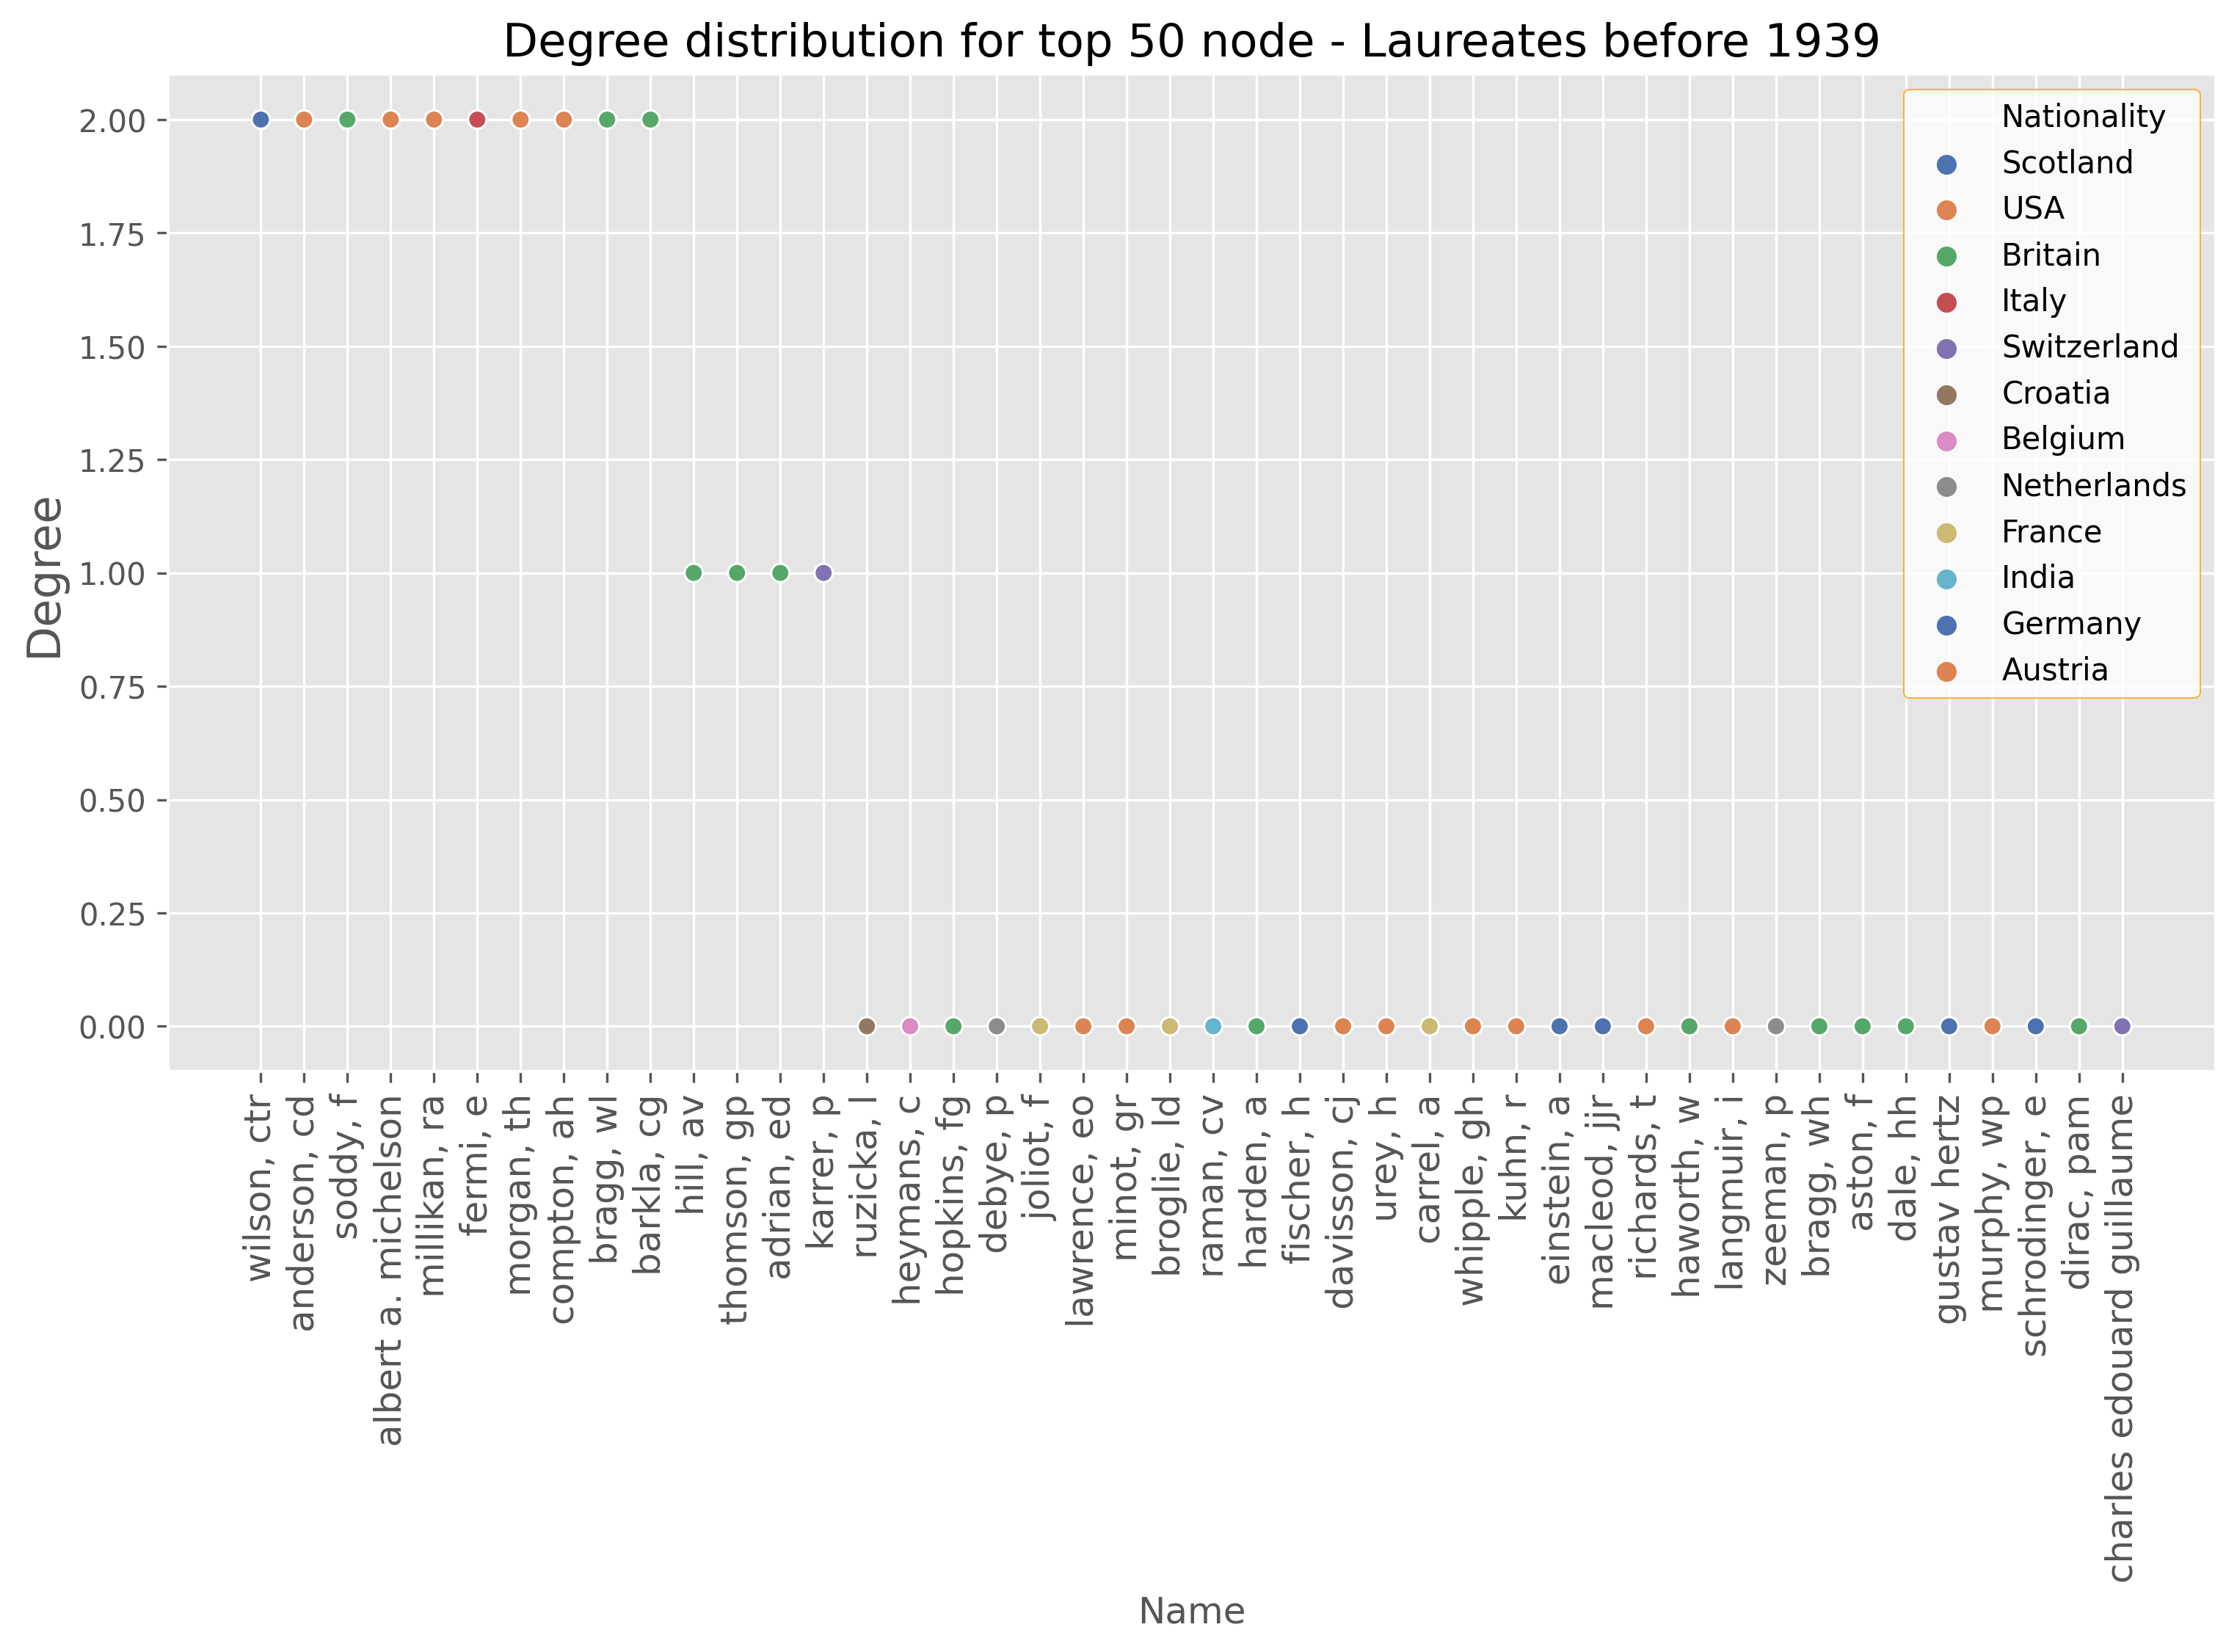 Degree distribution for top 50 node - Laureates before 1939
Degree
2.00
1.75
1.50
1.25
1.00
0.75
0.50
0.25
0.00
Nationality
Scotland
USA
Britain
Italy
Switzerland
Croatia
Belgium
Netherlands
France
India
Germany
Austria
wilson, ctr
anderson, cd
soddy, f
albert a. michelson
millikan, ra
fermi, e
morgan, th
compton, ah
bragg, wl
barkla, cg
hill, av
thomson, gp
adrian, ed
karrer, p
ruzicka, l
heymans, c
hopkins, fg
debye, p
joliot, f
lawrence, eo
minot, gr
broglie, ld
raman, cv
harden, a
fischer, h
davisson, cj
urey, h
carrel, a
whipple, gh
kuhn, r
einstein, a
macleod, jjr
richards, t
haworth, w
langmuir, i
zeeman, p
bragg, wh
aston, f
dale, hh
gustav hertz
murphy, wp
schrodinger, e
dirac, pam
charles edouard guillaume
Name